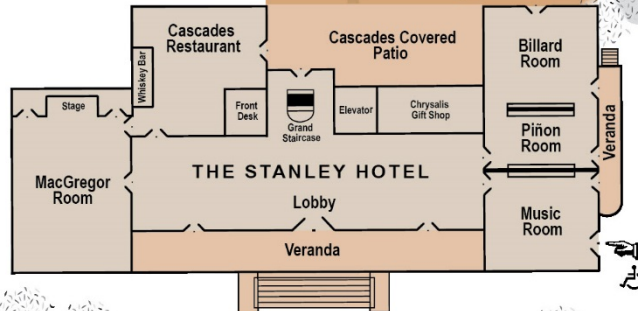 Cascades
Restaurant
Whiskey Bar
Cascades Covered
Patio
Billard
Room
Stage
Front
Desk
Grand
Staircase
Elevator
Chrysalis
Gift Shop
Piñon
Room
Veranda
MacGregor
Room
THE STANLEY HOTEL
Lobby
Music
Room
Veranda